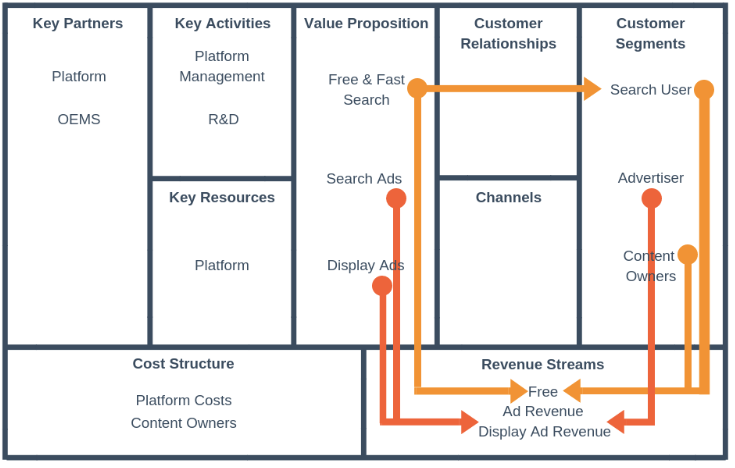 Key Partners
Platform
OEMS
Key Activities
Platform
Management
R&D
Key Resources
Platform
Value Proposition
Free & Fast
Search
Search Ads
Display Ads
Customer
Relationships
Channels
Customer
Segments
Search User
Advertiser
Content
Owners
Cost Structure
Platform Costs
Content Owners
Revenue Streams
Free
Ad Revenue
Display Ad Revenue